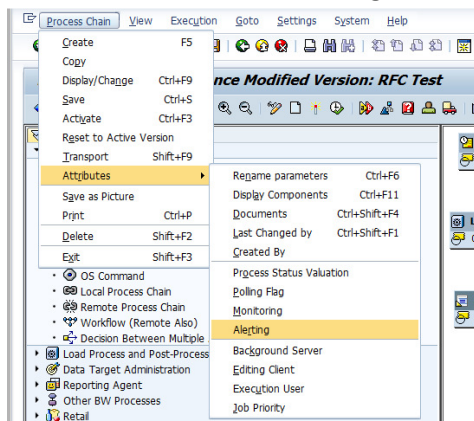 Process Chain View Execution Goto Settings System Help
Create F5
Copy
Display/Change Ctrl+F9
nce Modified Version: RFC Test
Save Ctrl+S
Activate Ctrl+F3
Reset to Active Version
Transport Shift+F9
Attributes
Rename parameters Ctrl+F6
Save as Picture
Display Components Ctrl+F11
Print Ctrl+P
Documents Ctrl+Shift+F4
Delete Shift+F2
Last Changed by Ctrl+Shift+F1
Exit Shift+F3
Created By
OS Command
Process Status Valuation
Local Process Chain
Polling Flag
Remote Process Chain
Monitoring
Workflow (Remote Also)
Alerting
Decision Between Multiple
Load Process and Post-Process
Background Server
Data Target Administration
Editing Client
Reporting Agent
Execution User
Other BW Processes
Job Priority
Retail